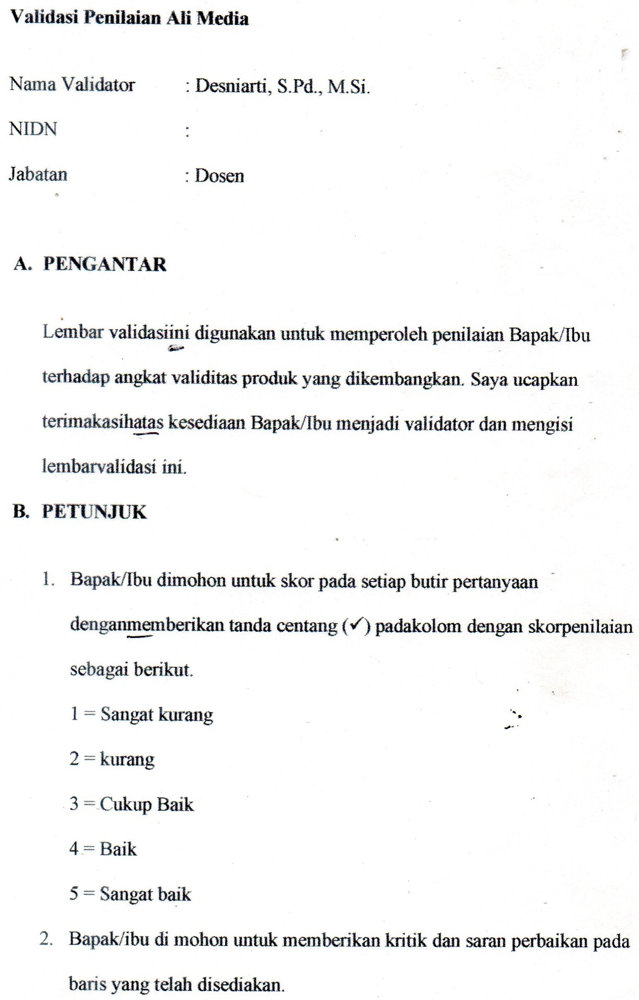 Validasi Penilaian Ali Media
Nama Validator : Desniarti, S.Pd., M.Si.
NIDN :
Jabatan : Dosen
A. PENGANTAR
Lembar validasiini digunakan untuk memperoleh penilaian Bapak/Ibu
terhadap angkat validitas produk yang dikembangkan. Saya ucapkan
terimakasihatas kesediaan Bapak/Ibu menjadi validator dan mengisi
lembarvalidasi ini.
B. PETUNJUK
1. Bapak/Ibu dimohon untuk skor pada setiap butir pertanyaan
denganmemberikan tanda centang (✓) padakolom dengan skorpenilaian
sebagai berikut.
1 = Sangat kurang
2 = kurang
3 = Cukup Baik
4 = Baik
5 = Sangat baik
2. Bapak/ibu di mohon untuk memberikan kritik dan saran perbaikan pada
baris yang telah disediakan.